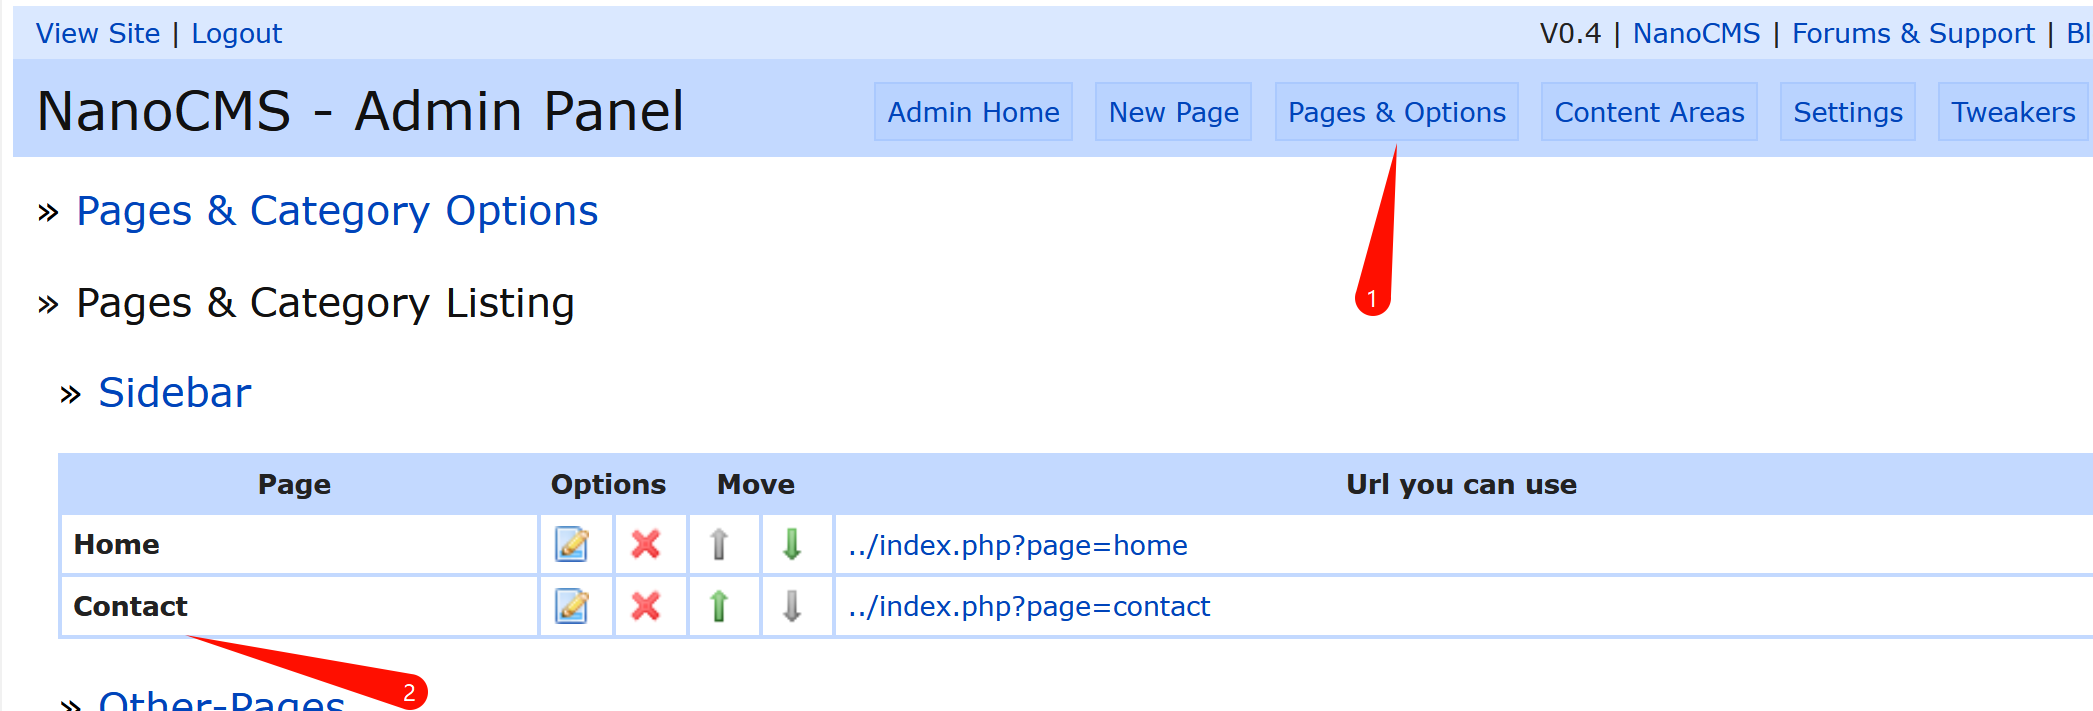 View Site | Logout
V0.4 | NanoCMS | Forums & Support | Bl
NanoCMS - Admin Panel
Admin Home
New Page
Pages & Options
Content Areas
Settings
Tweakers
» Pages & Category Options
1
» Pages & Category Listing
» Sidebar
Page Options Move Url you can use
Home ../index.php?page=home
Contact ../index.php?page=contact
2
» Other-Pages